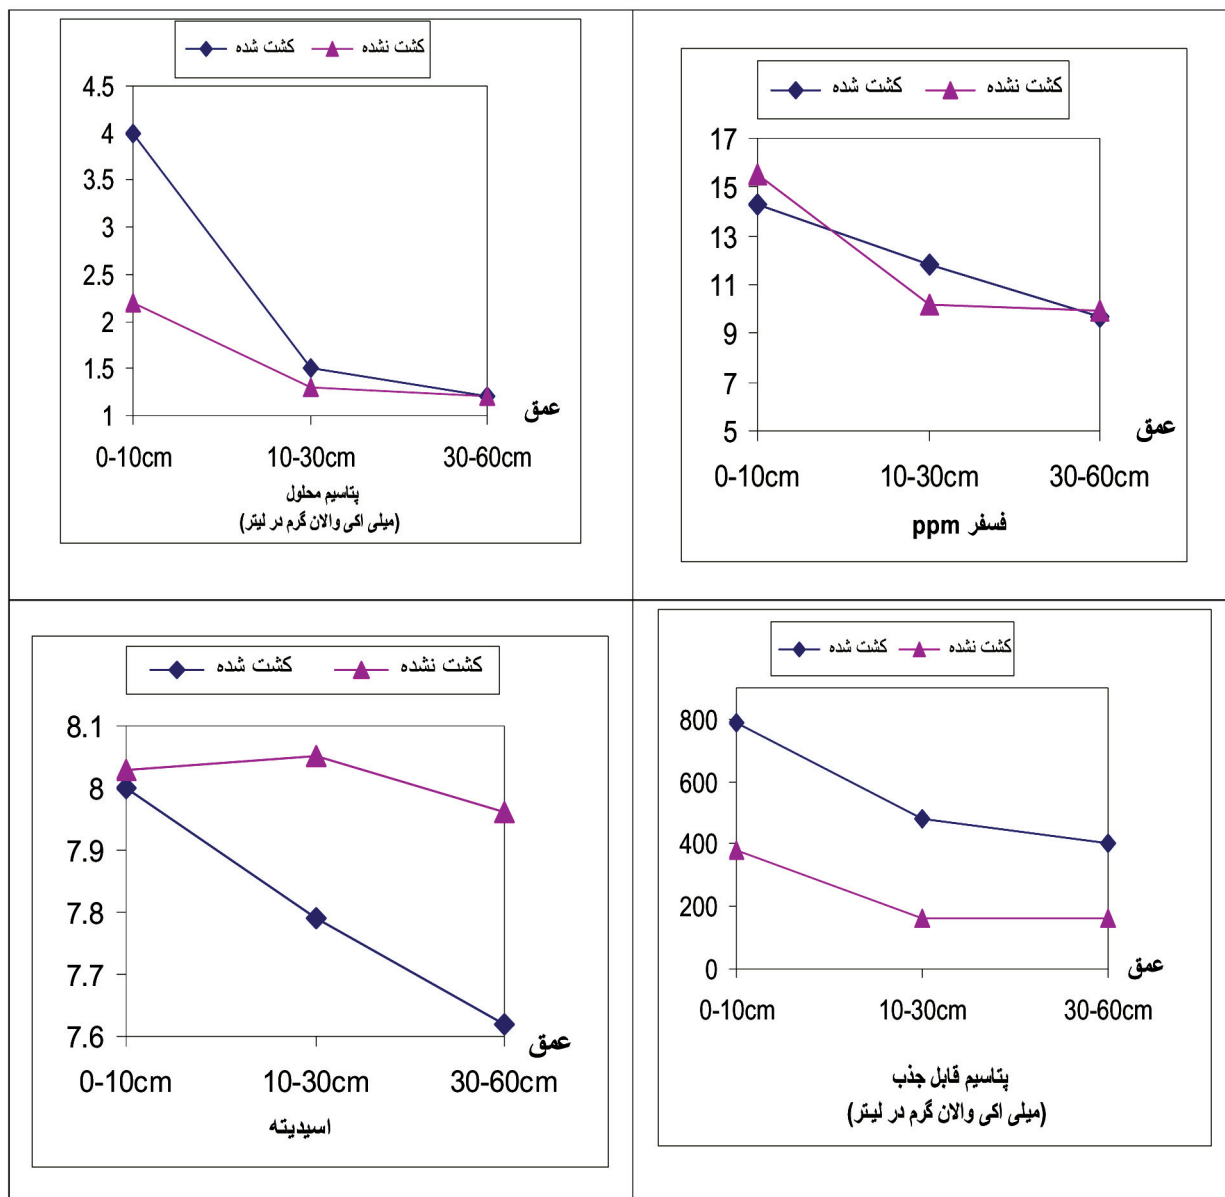 کشت شده کشت نشده
4.5
4
3.5
3
2.5
2
1.5
1
عمق
0-10cm 10-30cm 30-60cm
پتاسیم محلول
(میلی اکی والان گرم در لیتر)
کشت شده کشت نشده
17
15
13
11
9
7
5
عمق
0-10cm 10-30cm 30-60cm
فسفر ppm
کشت شده کشت نشده
8.1
8
7.9
7.8
7.7
7.6
عمق
0-10cm 10-30cm 30-60cm
اسیدیته
کشت شده کشت نشده
800
600
400
200
0
عمق
0-10cm 10-30cm 30-60cm
پتاسیم قابل جذب
(میلی اکی والان گرم در لیتر)